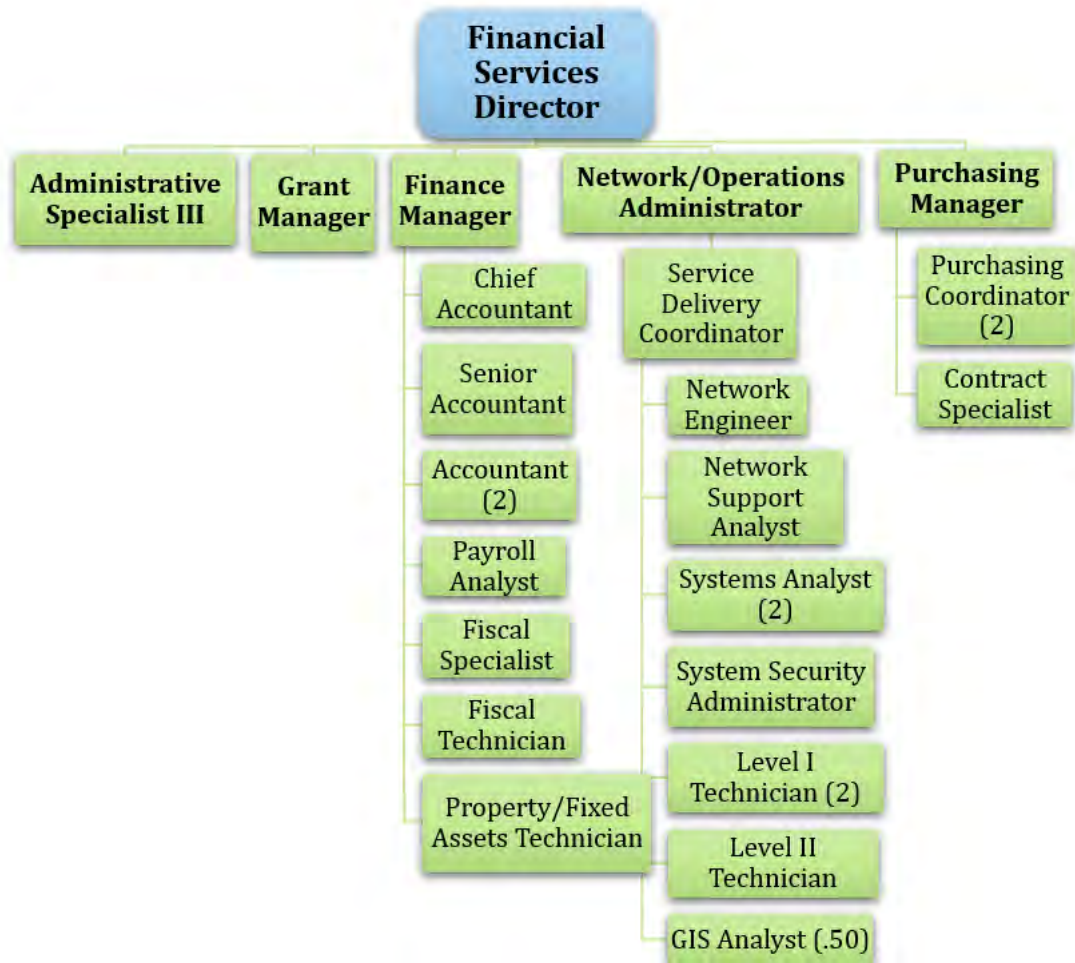 Financial
Services
Director
Administrative
Specialist III
Grant
Manager
Finance
Manager
Network/Operations
Administrator
Purchasing
Manager
Chief
Accountant
Senior
Accountant
Accountant
(2)
Payroll
Analyst
Fiscal
Specialist
Fiscal
Technician
Property/Fixed
Assets Technician
Service
Delivery
Coordinator
Network
Engineer
Network
Support
Analyst
Systems Analyst
(2)
System Security
Administrator
Level I
Technician (2)
Level II
Technician
GIS Analyst (.50)
Purchasing
Coordinator
(2)
Contract
Specialist